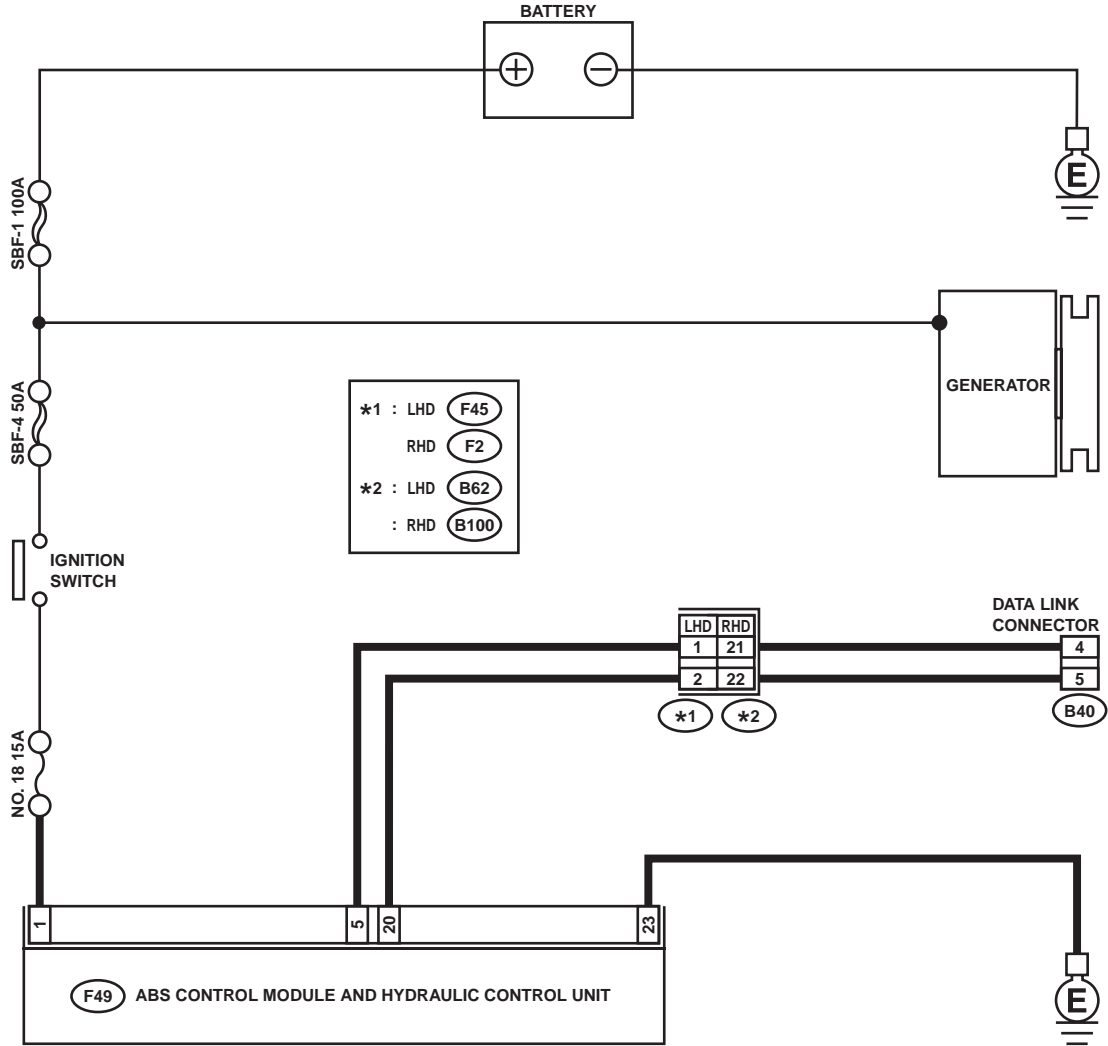 BATTERY
E
SBF-1 100A
SBF-4 50A
GENERATOR
*1 : LHD F45
RHD F2
*2 : LHD B62
: RHD B100
IGNITION
SWITCH
DATA LINK
CONNECTOR
LHD RHD
1 21
2 22
4
5
*1 *2
B40
NO. 18 15A
1 5 20 23
F49 ABS CONTROL MODULE AND HYDRAULIC CONTROL UNIT
E